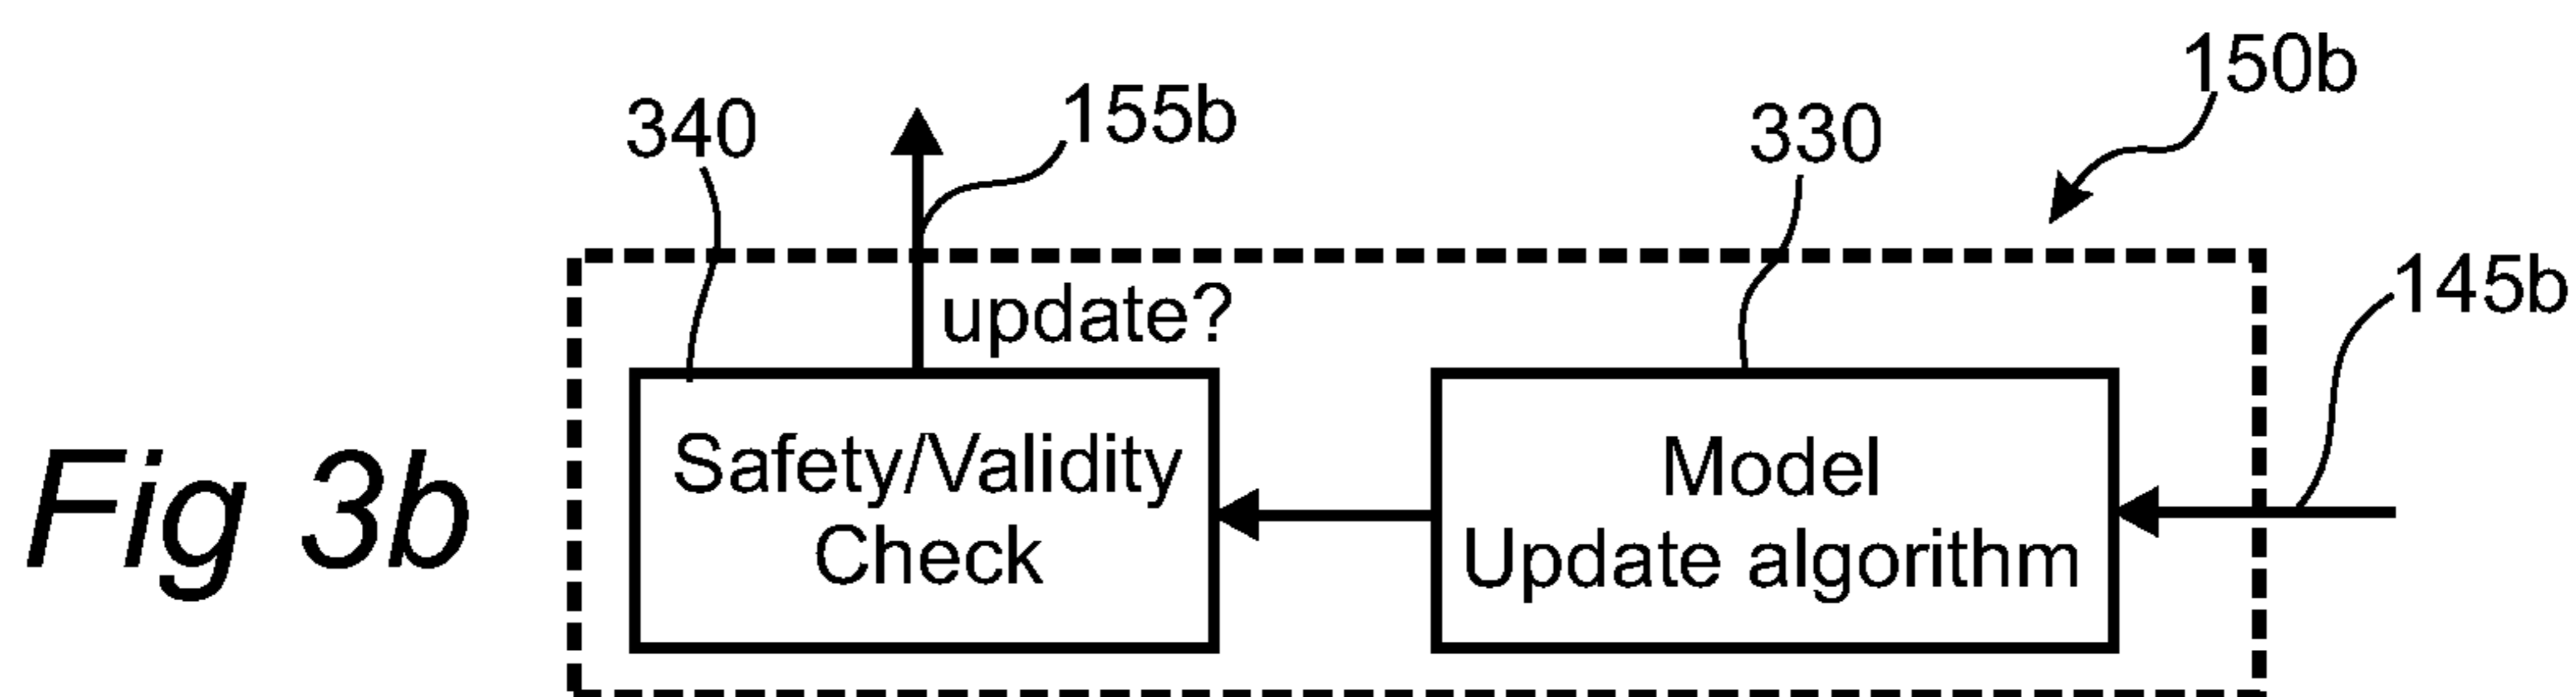 150b
155b
340
330
145b
update?
Safety/Validity
Check
Model
Update algorithm
Fig 3b